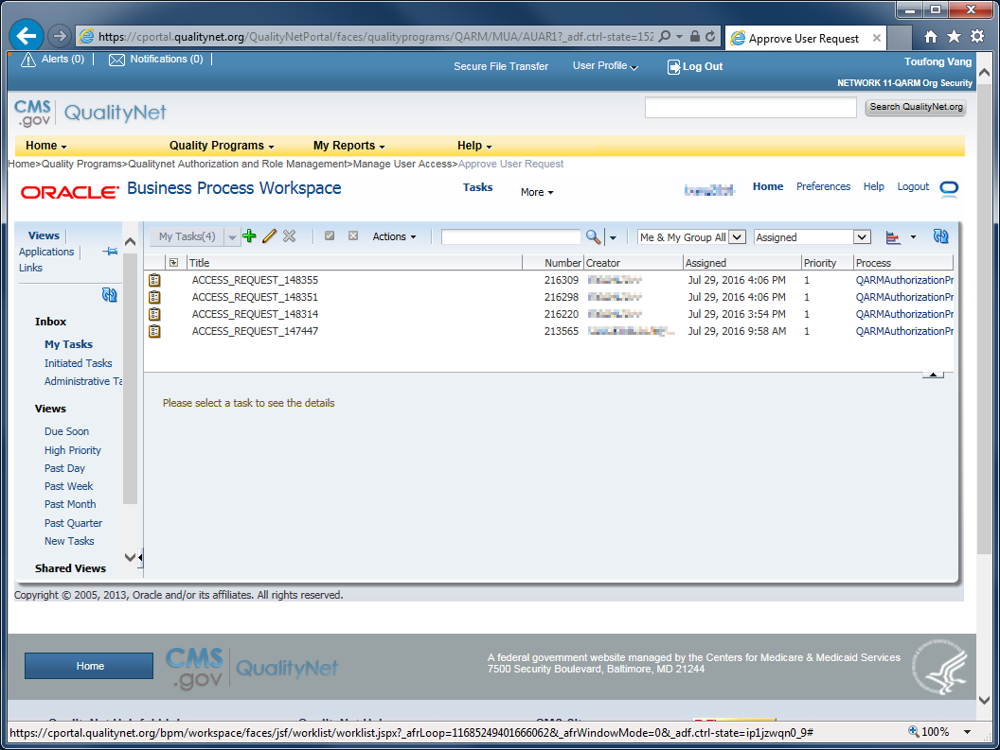 https://cportal.qualitynet.org/QualityNetPortal/faces/qualityprograms/QARM/MUA/AUAR1?_adf.ctrl-state=152
Approve User Request
Alerts (0)
Notifications (0)
Secure File Transfer
User Profile
Log Out
Toufong Vang
NETWORK 11-QARM Org Security
CMS
.gov
QualityNet
Search QualityNet.org
Home
Quality Programs
My Reports
Help
Home>Quality Programs>Qualitynet Authorization and Role Management>Manage User Access>Approve User Request
ORACLE Business Process Workspace
Tasks
More
Home
Preferences
Help
Logout
Views
Applications
Links
My Tasks(4)
Actions
Me & My Group All
Assigned
Title Number Creator Assigned Priority Process
ACCESS_REQUEST_148355 216309 Jul 29, 2016 4:06 PM 1 QARMAuthorizationPr
ACCESS_REQUEST_148351 216298 Jul 29, 2016 4:06 PM 1 QARMAuthorizationPr
ACCESS_REQUEST_148314 216220 Jul 29, 2016 3:54 PM 1 QARMAuthorizationPr
ACCESS_REQUEST_147447 213565 Jul 29, 2016 9:58 AM 1 QARMAuthorizationPr
Inbox
My Tasks
Initiated Tasks
Administrative Ta
Views
Due Soon
High Priority
Past Day
Past Week
Past Month
Past Quarter
New Tasks
Shared Views
Please select a task to see the details
Copyright © 2005, 2013, Oracle and/or its affiliates. All rights reserved.
Home
CMS
.gov
QualityNet
A federal government website managed by the Centers for Medicare & Medicaid Services
7500 Security Boulevard, Baltimore, MD 21244
https://cportal.qualitynet.org/bpm/workspace/faces/jsf/worklist/worklist.jspx?_afrLoop=11685249401666062&_afrWindowMode=0&_adf.ctrl-state=ip1jzwqn0_9#
100%